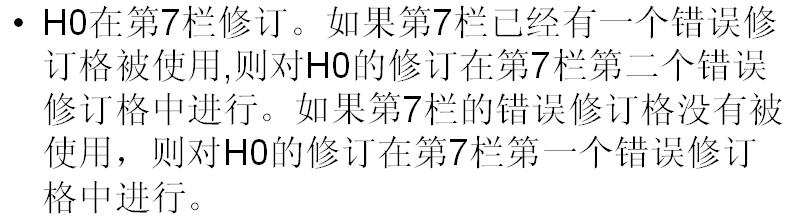 • H0在第7栏修订。如果第7栏已经有一个错误修
订格被使用,则对H0的修订在第7栏第二个错误
修订格中进行。如果第7栏的错误修订格没有被
使用，则对H0的修订在第7栏第一个错误修订
格中进行。